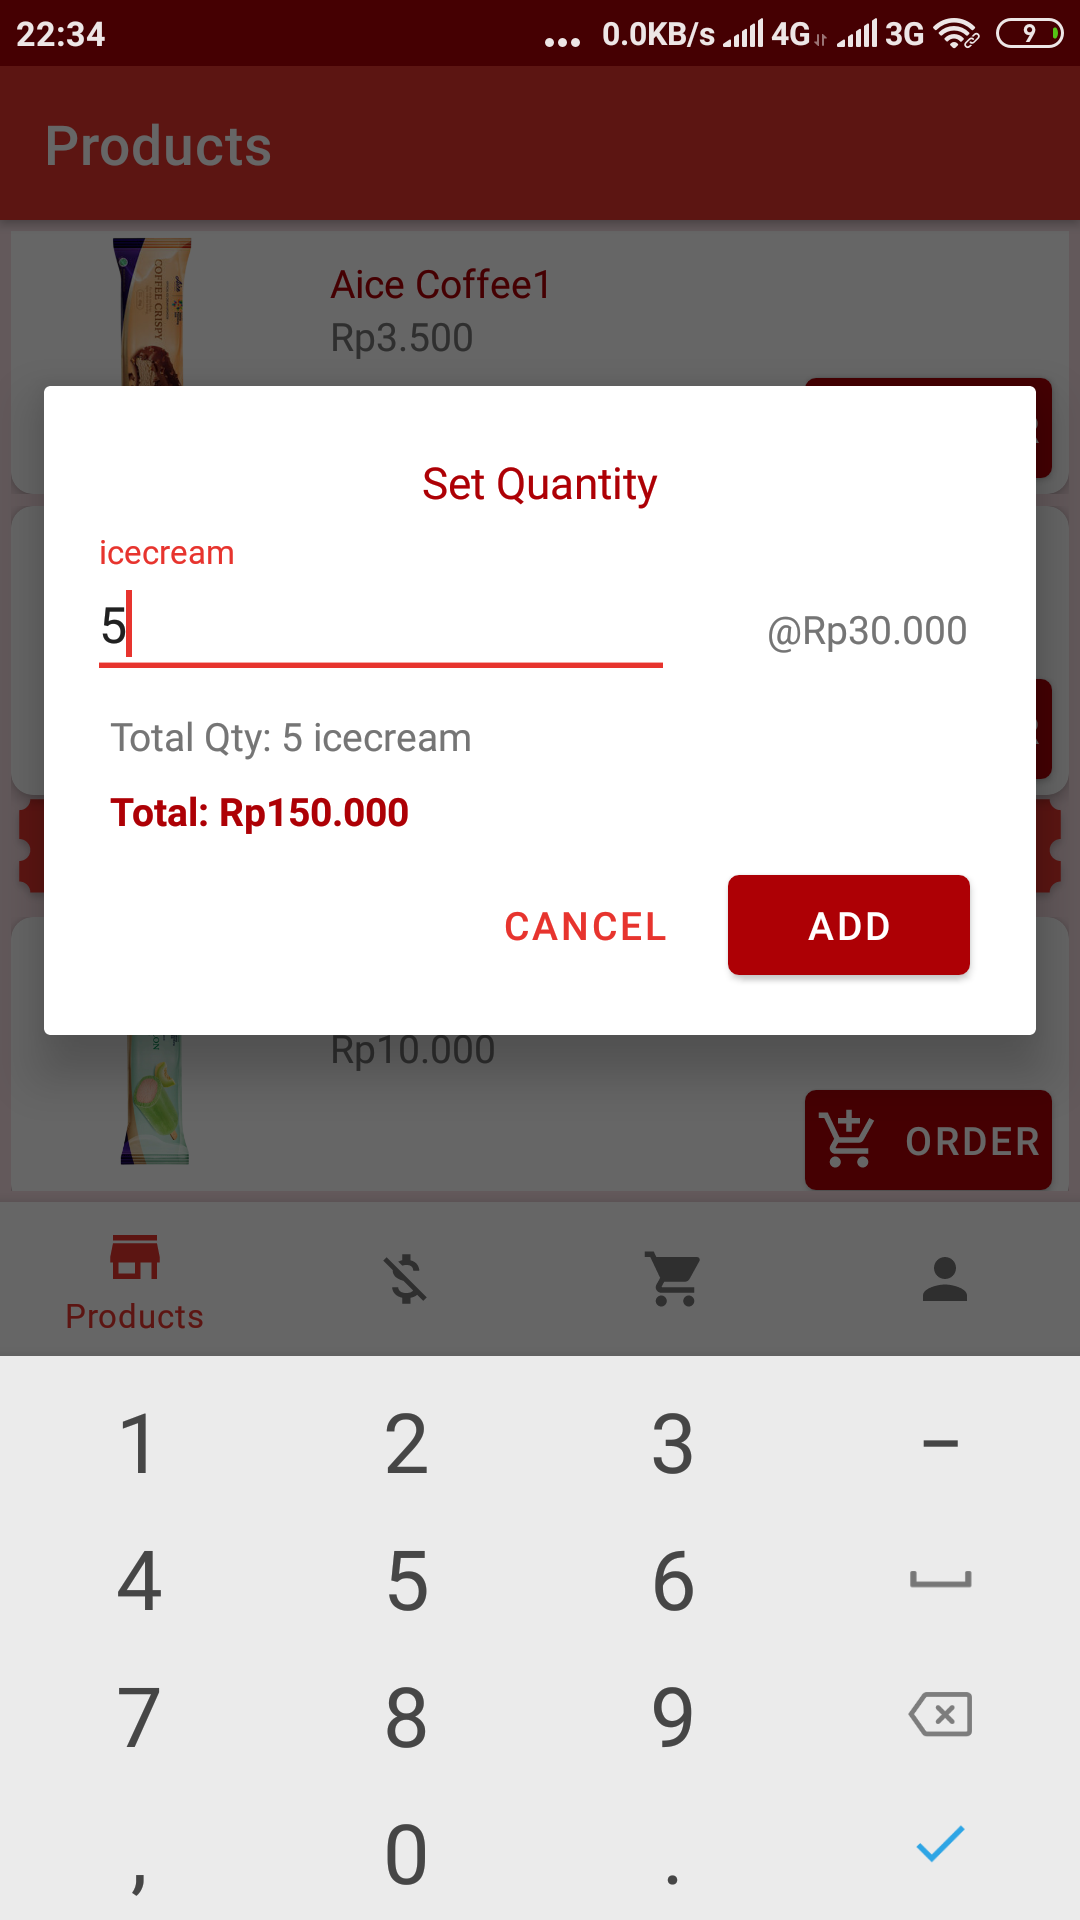 22:34
... 0.0KB/s 4G 3G 9
Products
COFFEE CRISPY
Aice Coffee1
Rp3.500
Set Quantity
icecream
5
@Rp30.000
Total Qty: 5 icecream
Total: Rp150.000
CANCEL ADD
Rp10.000
ORDER
Products
1 2 3 –
4 5 6
7 8 9
, 0 .